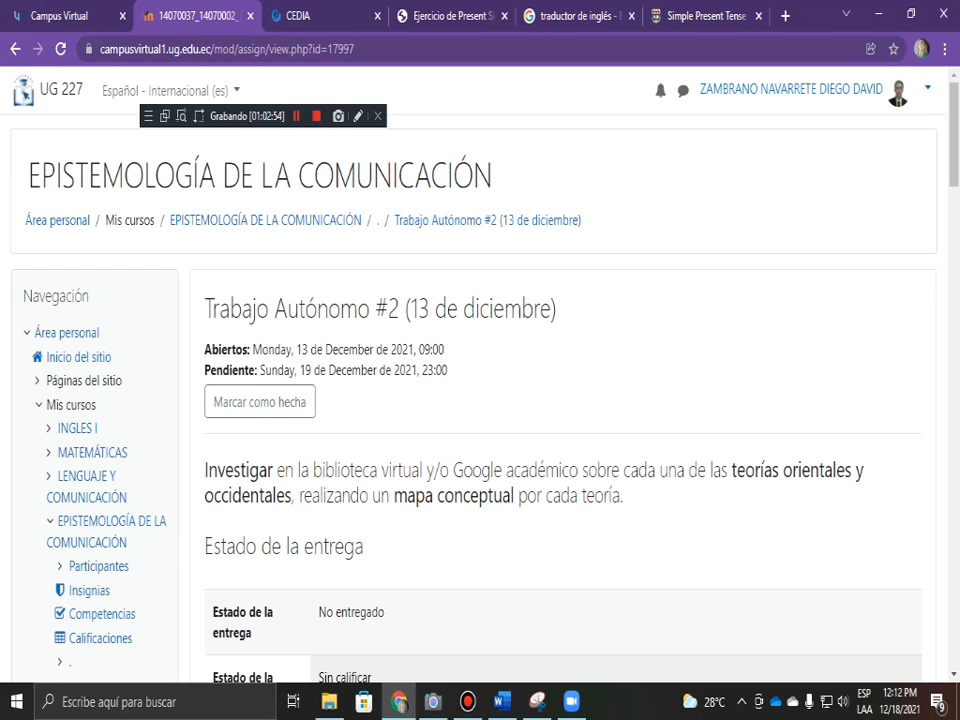 Campus Virtual
14070037_14070002_
CEDIA
Ejercicio de Present Si
traductor de inglés -
Simple Present Tense
campusvirtual1.ug.edu.ec/mod/assign/view.php?id=17997
UG 227
Español - Internacional (es)
ZAMBRANO NAVARRETE DIEGO DAVID
Grabando [01:02:54]
EPISTEMOLOGÍA DE LA COMUNICACIÓN
Área personal / Mis cursos / EPISTEMOLOGÍA DE LA COMUNICACIÓN / . / Trabajo Autónomo #2 (13 de diciembre)
Navegación
Área personal
Inicio del sitio
Páginas del sitio
Mis cursos
INGLES I
MATEMÁTICAS
LENGUAJE Y
COMUNICACIÓN
EPISTEMOLOGÍA DE LA
COMUNICACIÓN
Participantes
Insignias
Competencias
Calificaciones
.
Trabajo Autónomo #2 (13 de diciembre)
Abiertos: Monday, 13 de December de 2021, 09:00
Pendiente: Sunday, 19 de December de 2021, 23:00
Marcar como hecha
Investigar en la biblioteca virtual y/o Google académico sobre cada una de las teorías orientales y
occidentales, realizando un mapa conceptual por cada teoría.
Estado de la entrega
Estado de la
entrega
No entregado
Estado de la
Sin calificar
Escribe aquí para buscar
28°C
ESP
LAA
12:12 PM
12/18/2021
9